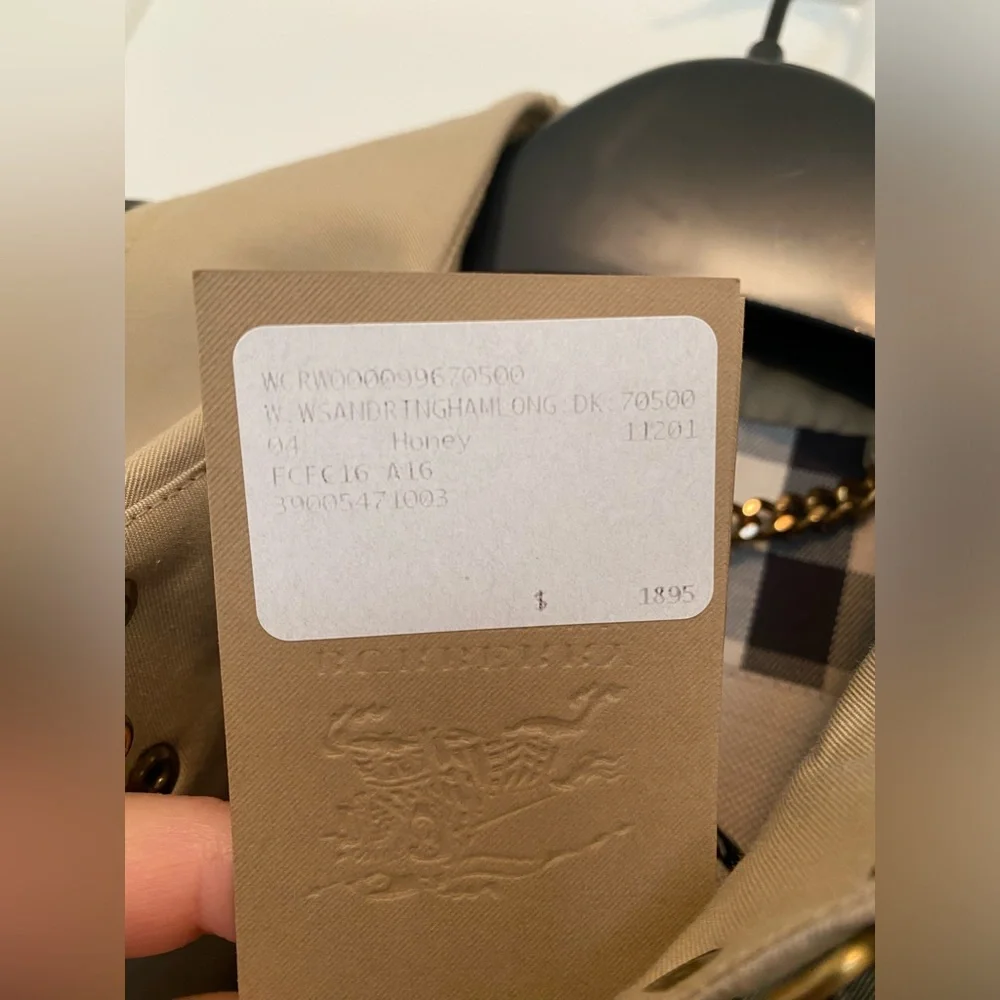 WCRW000099670500
W.WSANDRINGHAMLONG.DK 70500
04 Honey 11201
FCFC16 A16
39005471003
$ 1895
BURBERRY